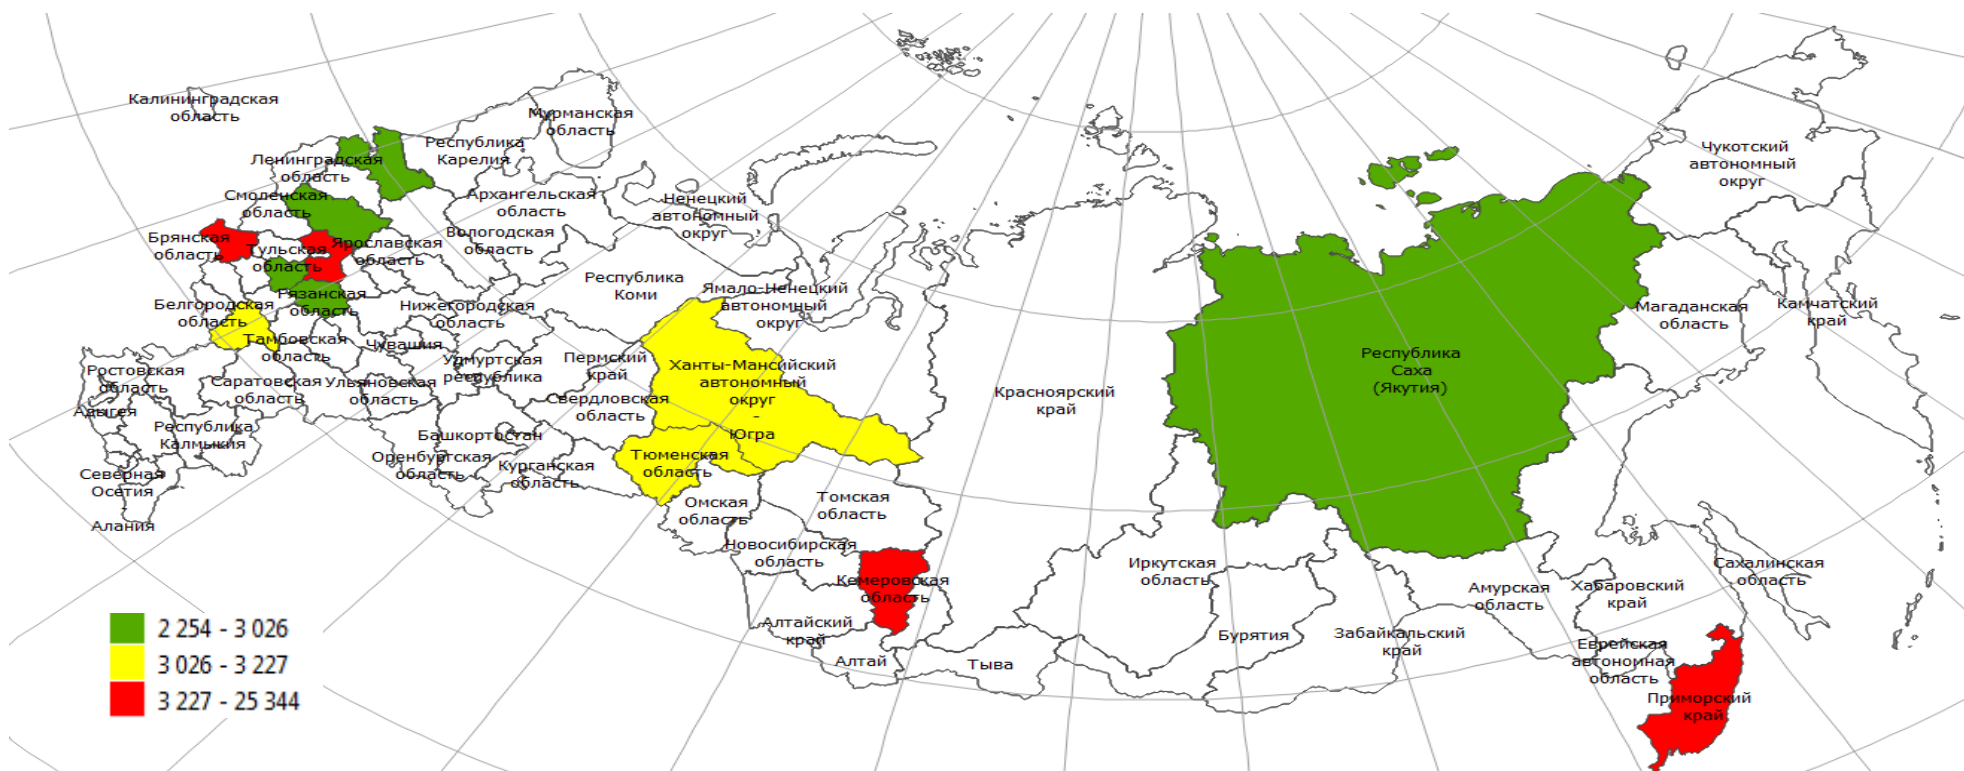 Калининградская
область
Мурманская
область
Республика
Карелия
Ленинградская
область
Чукотский
автономный
округ
Смоленская
область
Архангельская
область
Ненецкий
автономный
округ
Брянская
область
Тульская
область
Ярославская
область
Вологодская
область
Республика
Коми
Ямало-Ненецкий
автономный
округ
Белгородская
область
Рязанская
область
Нижегородская
область
Магаданская
область
Камчатский
край
Тамбовская
область
Чувашия
Удмуртская
республика
Пермский
край
Ханты-Мансийский
автономный
округ
-
Югра
Республика
Саха
(Якутия)
Ростовская
область
Саратовская
область
Ульяновская
область
Свердловская
область
Красноярский
край
Адыгея
Республика
Калмыкия
Башкортостан
Оренбургская
область
Курганская
область
Тюменская
область
Северная
Осетия
Алания
Омская
область
Томская
область
Новосибирская
область
Кемеровская
область
Иркутская
область
Амурская
область
Хабаровский
край
Сахалинская
область
Алтайский
край
Алтай
Тыва
Бурятия
Забайкальский
край
Еврейская
автономная
область
Приморский
край
2 254 - 3 026
3 026 - 3 227
3 227 - 25 344